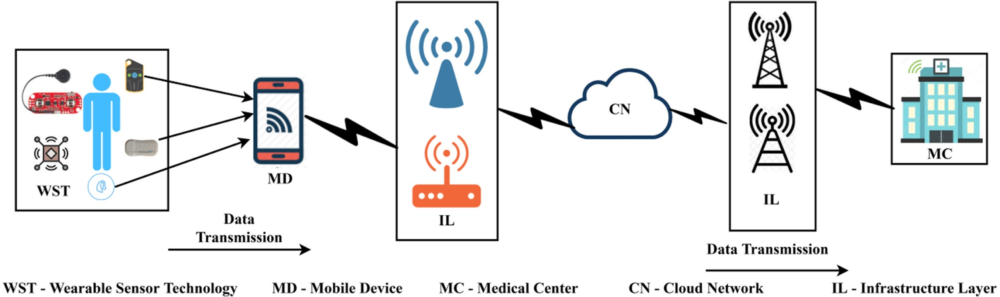 WST
MD
IL
CN
IL
MC
Data
Transmission
Data Transmission
WST - Wearable Sensor Technology
MD - Mobile Device
MC - Medical Center
CN - Cloud Network
IL - Infrastructure Layer